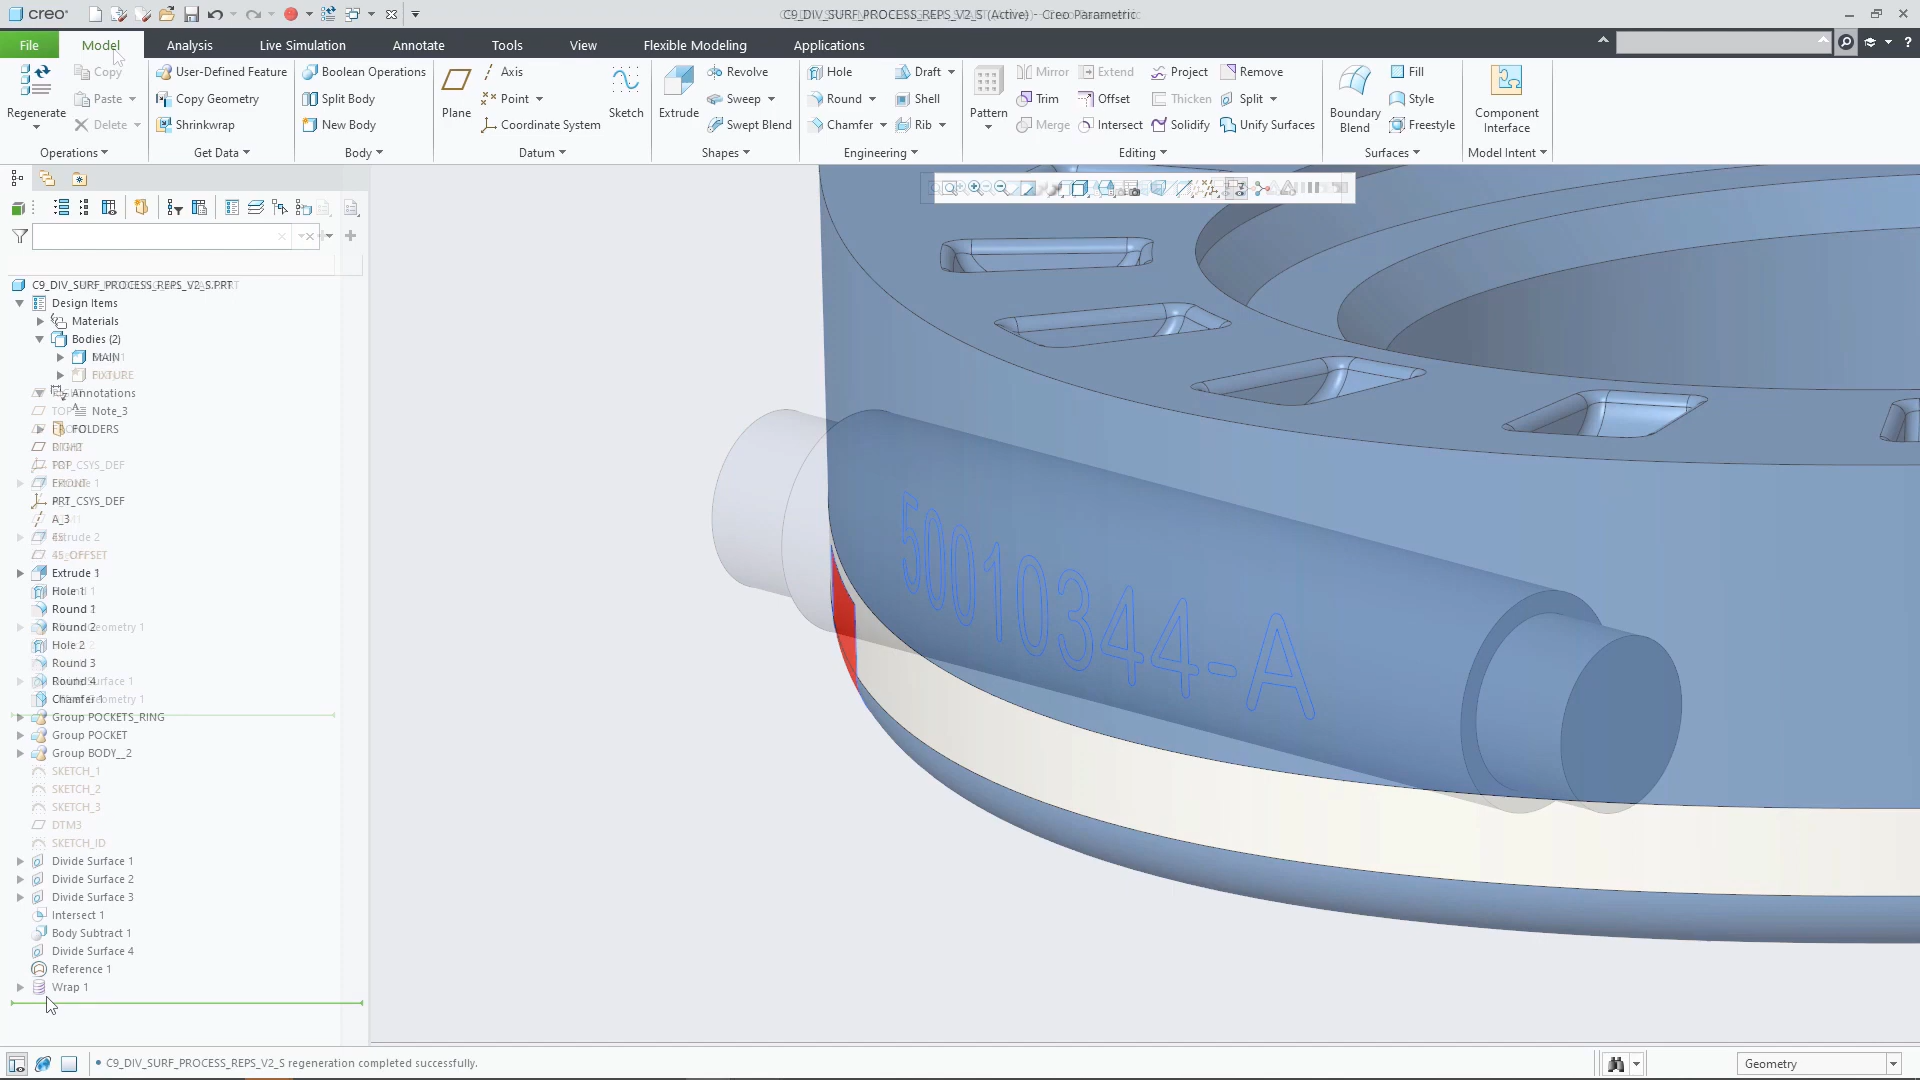 creo
C9_DIV_SURF_PROCESS_REPS_V2_S (Active) - Creo Parametric
File
Model
Analysis
Live Simulation
Annotate
Tools
View
Flexible Modeling
Applications
Regenerate
Copy
Paste
Delete
Operations
User-Defined Feature
Copy Geometry
Shrinkwrap
Get Data
Boolean Operations
Split Body
New Body
Body
Plane
Axis
Point
Coordinate System
Sketch
Datum
Extrude
Revolve
Sweep
Swept Blend
Shapes
Hole
Round
Chamfer
Draft
Shell
Rib
Engineering
Pattern
Mirror
Trim
Merge
Extend
Offset
Intersect
Project
Thicken
Solidify
Remove
Split
Unify Surfaces
Editing
Boundary
Blend
Fill
Style
Freestyle
Surfaces
Component
Interface
Model Intent
C9_DIV_SURF_PROCESS_REPS_V2_S.PRT
Design Items
Materials
Bodies (2)
MAIN
FIXTURE
Annotations
Note_3
FOLDERS
RIGHT
TOP
FRONT
PRT_CSYS_DEF
A_3
Extrude 2
45_OFFSET
Extrude 1
Hole 1
Round 1
Round 2
Hole 2
Round 3
Round 4
Chamfer 1
Group POCKETS_RING
Group POCKET
Group BODY__2
SKETCH_1
SKETCH_2
SKETCH_3
DTM3
SKETCH_ID
Divide Surface 1
Divide Surface 2
Divide Surface 3
Intersect 1
Body Subtract 1
Divide Surface 4
Reference 1
Wrap 1
50010344-A
C9_DIV_SURF_PROCESS_REPS_V2_S regeneration completed successfully.
Geometry